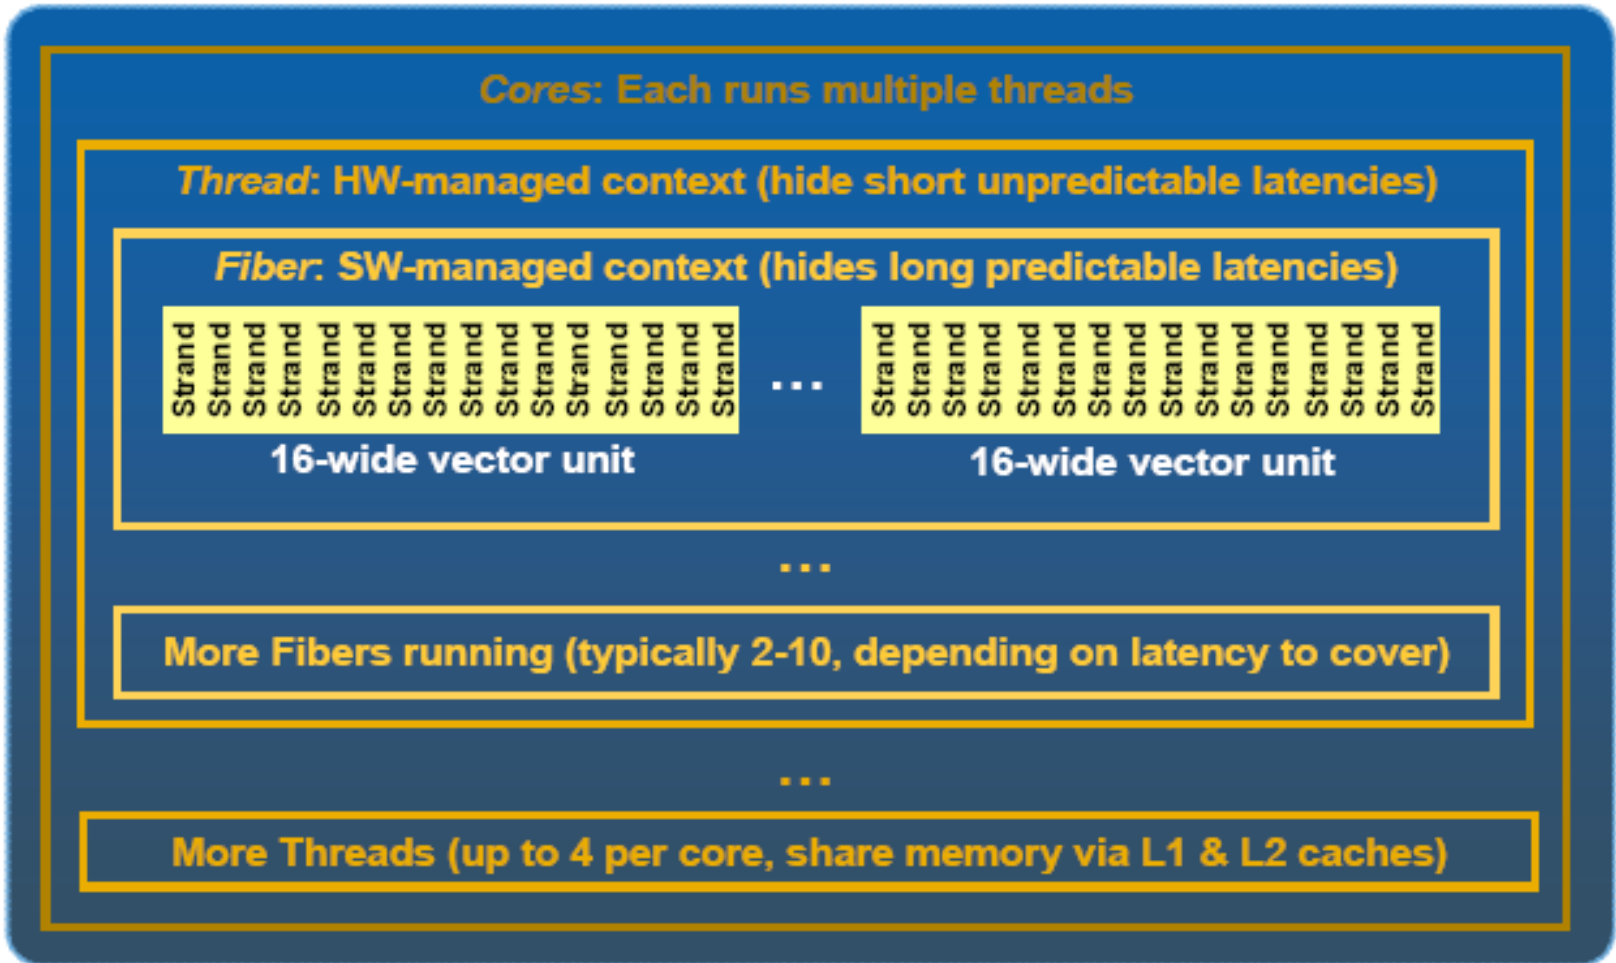 Cores: Each runs multiple threads
Thread: HW-managed context (hide short unpredictable latencies)
Fiber: SW-managed context (hides long predictable latencies)
Strand Strand Strand Strand Strand Strand Strand Strand Strand Strand Strand Strand Strand Strand Strand Strand ... Strand Strand Strand Strand Strand Strand Strand Strand Strand Strand Strand Strand Strand Strand Strand Strand
16-wide vector unit 16-wide vector unit
...
More Fibers running (typically 2-10, depending on latency to cover)
...
More Threads (up to 4 per core, share memory via L1 & L2 caches)